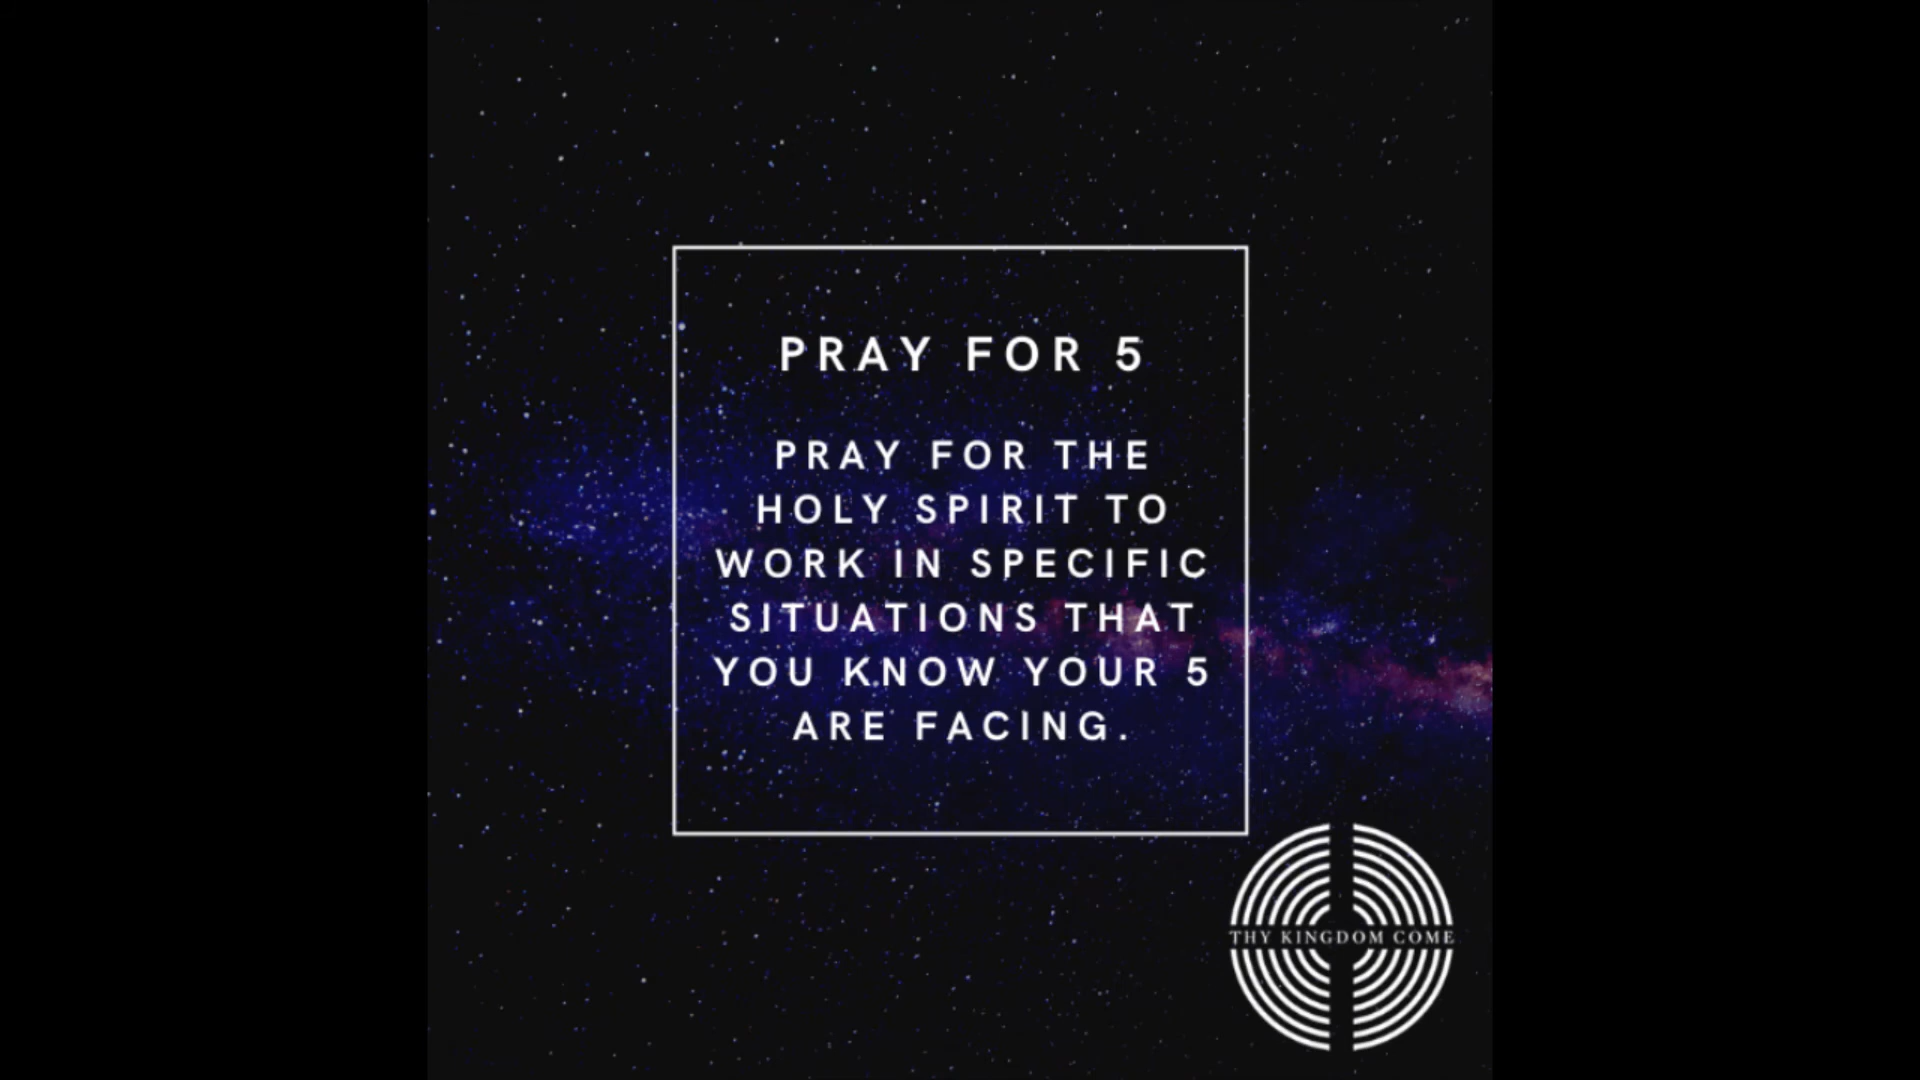 PRAY FOR 5
PRAY FOR THE
HOLY SPIRIT TO
WORK IN SPECIFIC
SITUATIONS THAT
YOU KNOW YOUR 5
ARE FACING.
THY KINGDOM COME